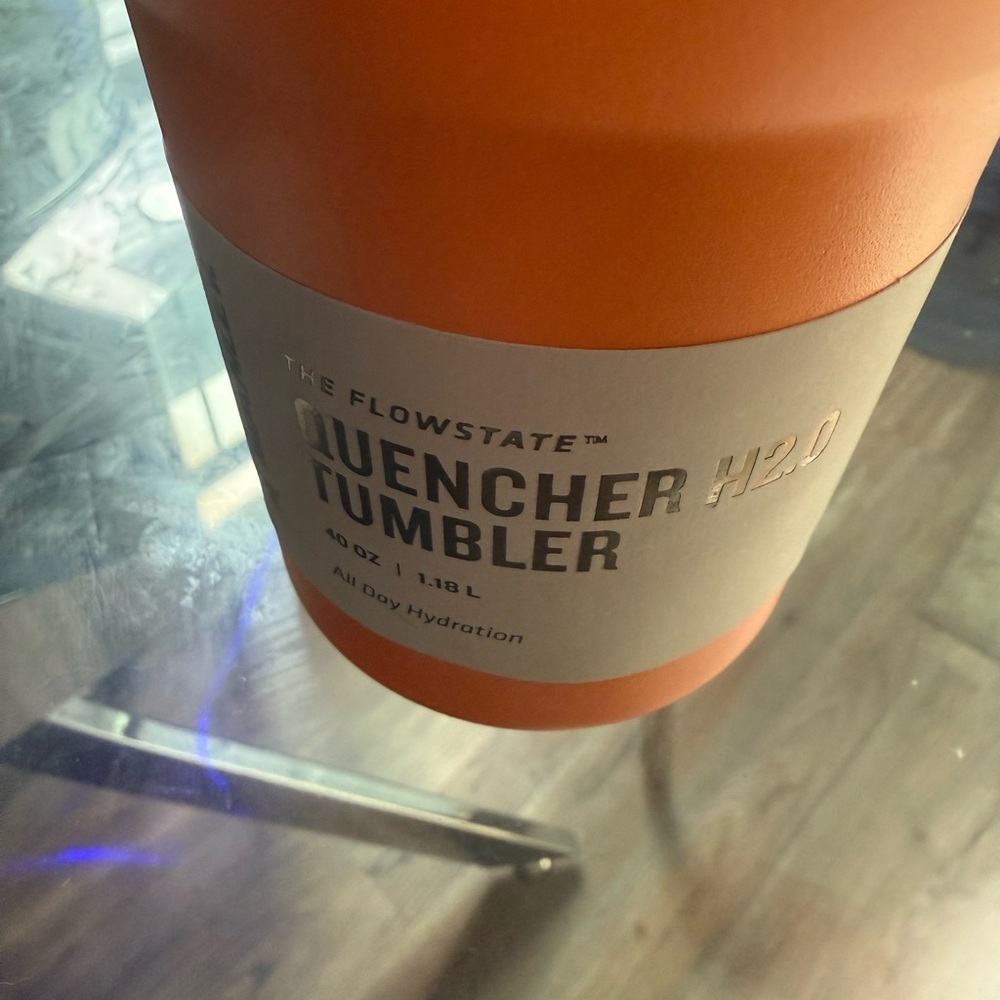 THE FLOWSTATE™
QUENCHER H2.0
TUMBLER
40 OZ | 1.18 L
All Day Hydration